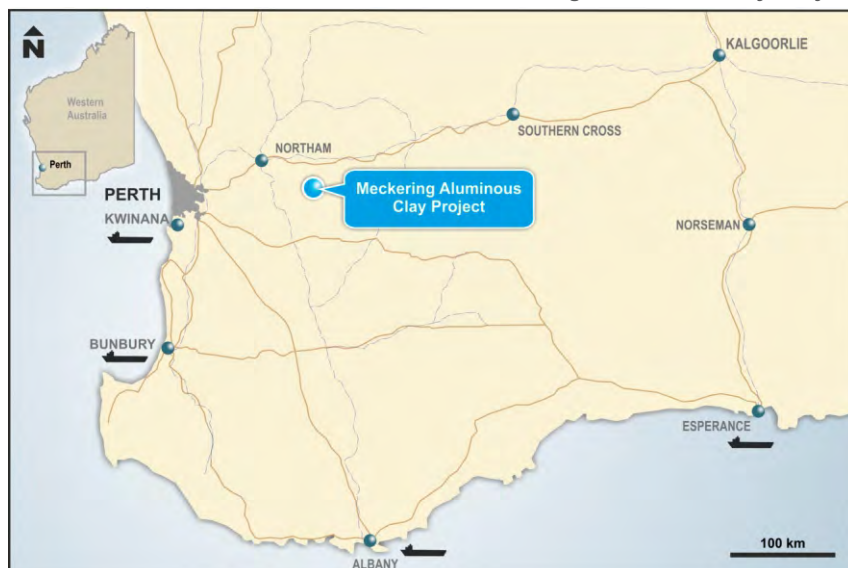 N
Western
Australia
Perth
KALGOORLIE
SOUTHERN CROSS
NORTHAM
Meckering Aluminous
Clay Project
PERTH
KWINANA
NORSEMAN
BUNBURY
ESPERANCE
ALBANY
100 km